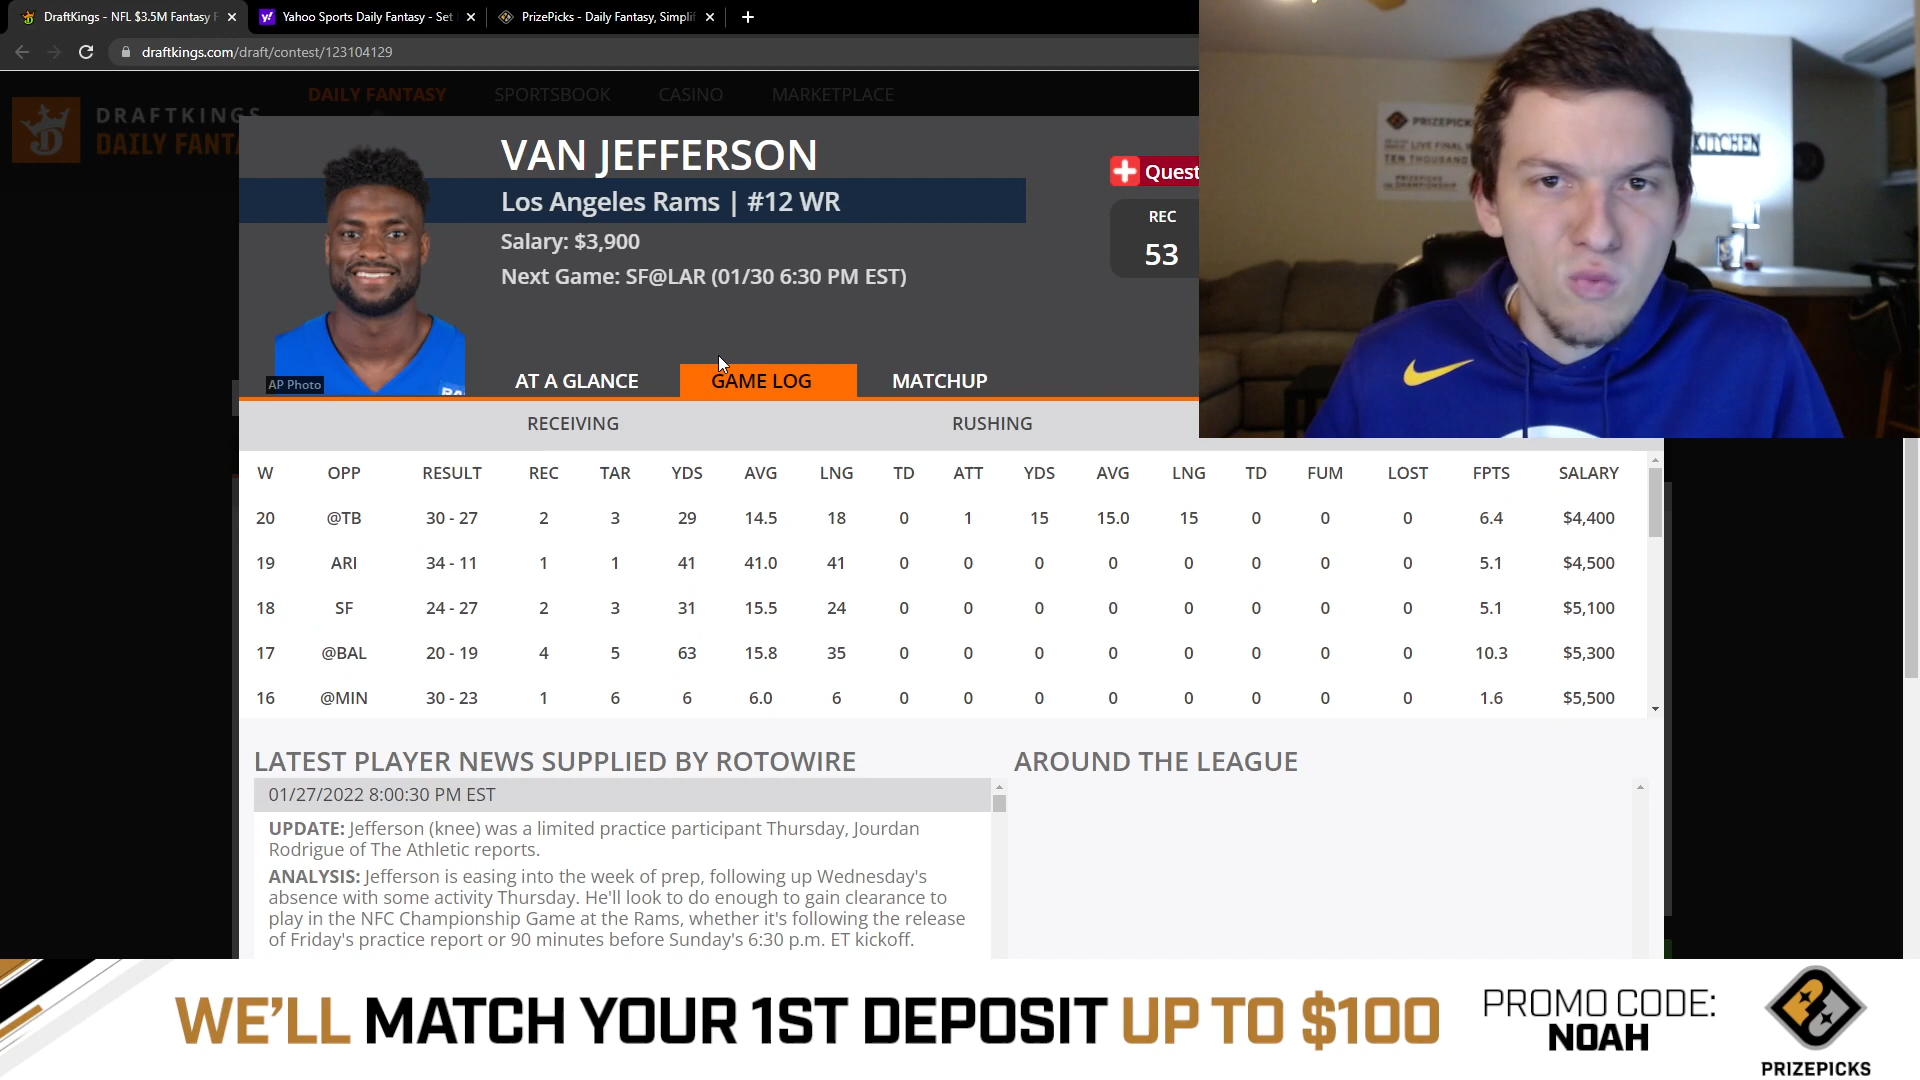 DraftKings - NFL $3.5M Fantasy F
Yahoo Sports Daily Fantasy - Set
PrizePicks - Daily Fantasy, Simplif
draftkings.com/draft/contest/123104129
DRAFTKINGS
DAILY FANTA
DAILY FANTASY SPORTSBOOK CASINO MARKETPLACE
VAN JEFFERSON
Los Angeles Rams | #12 WR
Salary: $3,900
Next Game: SF@LAR (01/30 6:30 PM EST)
Quest
REC
53
AP Photo
AT A GLANCE GAME LOG MATCHUP
RECEIVING RUSHING
W OPP RESULT REC TAR YDS AVG LNG TD ATT YDS AVG LNG TD FUM LOST FPTS SALARY
20 @TB 30 - 27 2 3 29 14.5 18 0 1 15 15.0 15 0 0 0 6.4 $4,400
19 ARI 34 - 11 1 1 41 41.0 41 0 0 0 0 0 0 0 0 5.1 $4,500
18 SF 24 - 27 2 3 31 15.5 24 0 0 0 0 0 0 0 0 5.1 $5,100
17 @BAL 20 - 19 4 5 63 15.8 35 0 0 0 0 0 0 0 0 10.3 $5,300
16 @MIN 30 - 23 1 6 6 6.0 6 0 0 0 0 0 0 0 0 1.6 $5,500
LATEST PLAYER NEWS SUPPLIED BY ROTOWIRE
01/27/2022 8:00:30 PM EST
UPDATE: Jefferson (knee) was a limited practice participant Thursday, Jourdan
Rodrigue of The Athletic reports.
ANALYSIS: Jefferson is easing into the week of prep, following up Wednesday's
absence with some activity Thursday. He'll look to do enough to gain clearance to
play in the NFC Championship Game at the Rams, whether it's following the release
of Friday's practice report or 90 minutes before Sunday's 6:30 p.m. ET kickoff.
AROUND THE LEAGUE
PRIZEPICK
LIVE FINAL
TEN THOUSAND
KITCHEN
WE'LL MATCH YOUR 1ST DEPOSIT UP TO $100
PROMO CODE:
NOAH
PRIZEPICKS